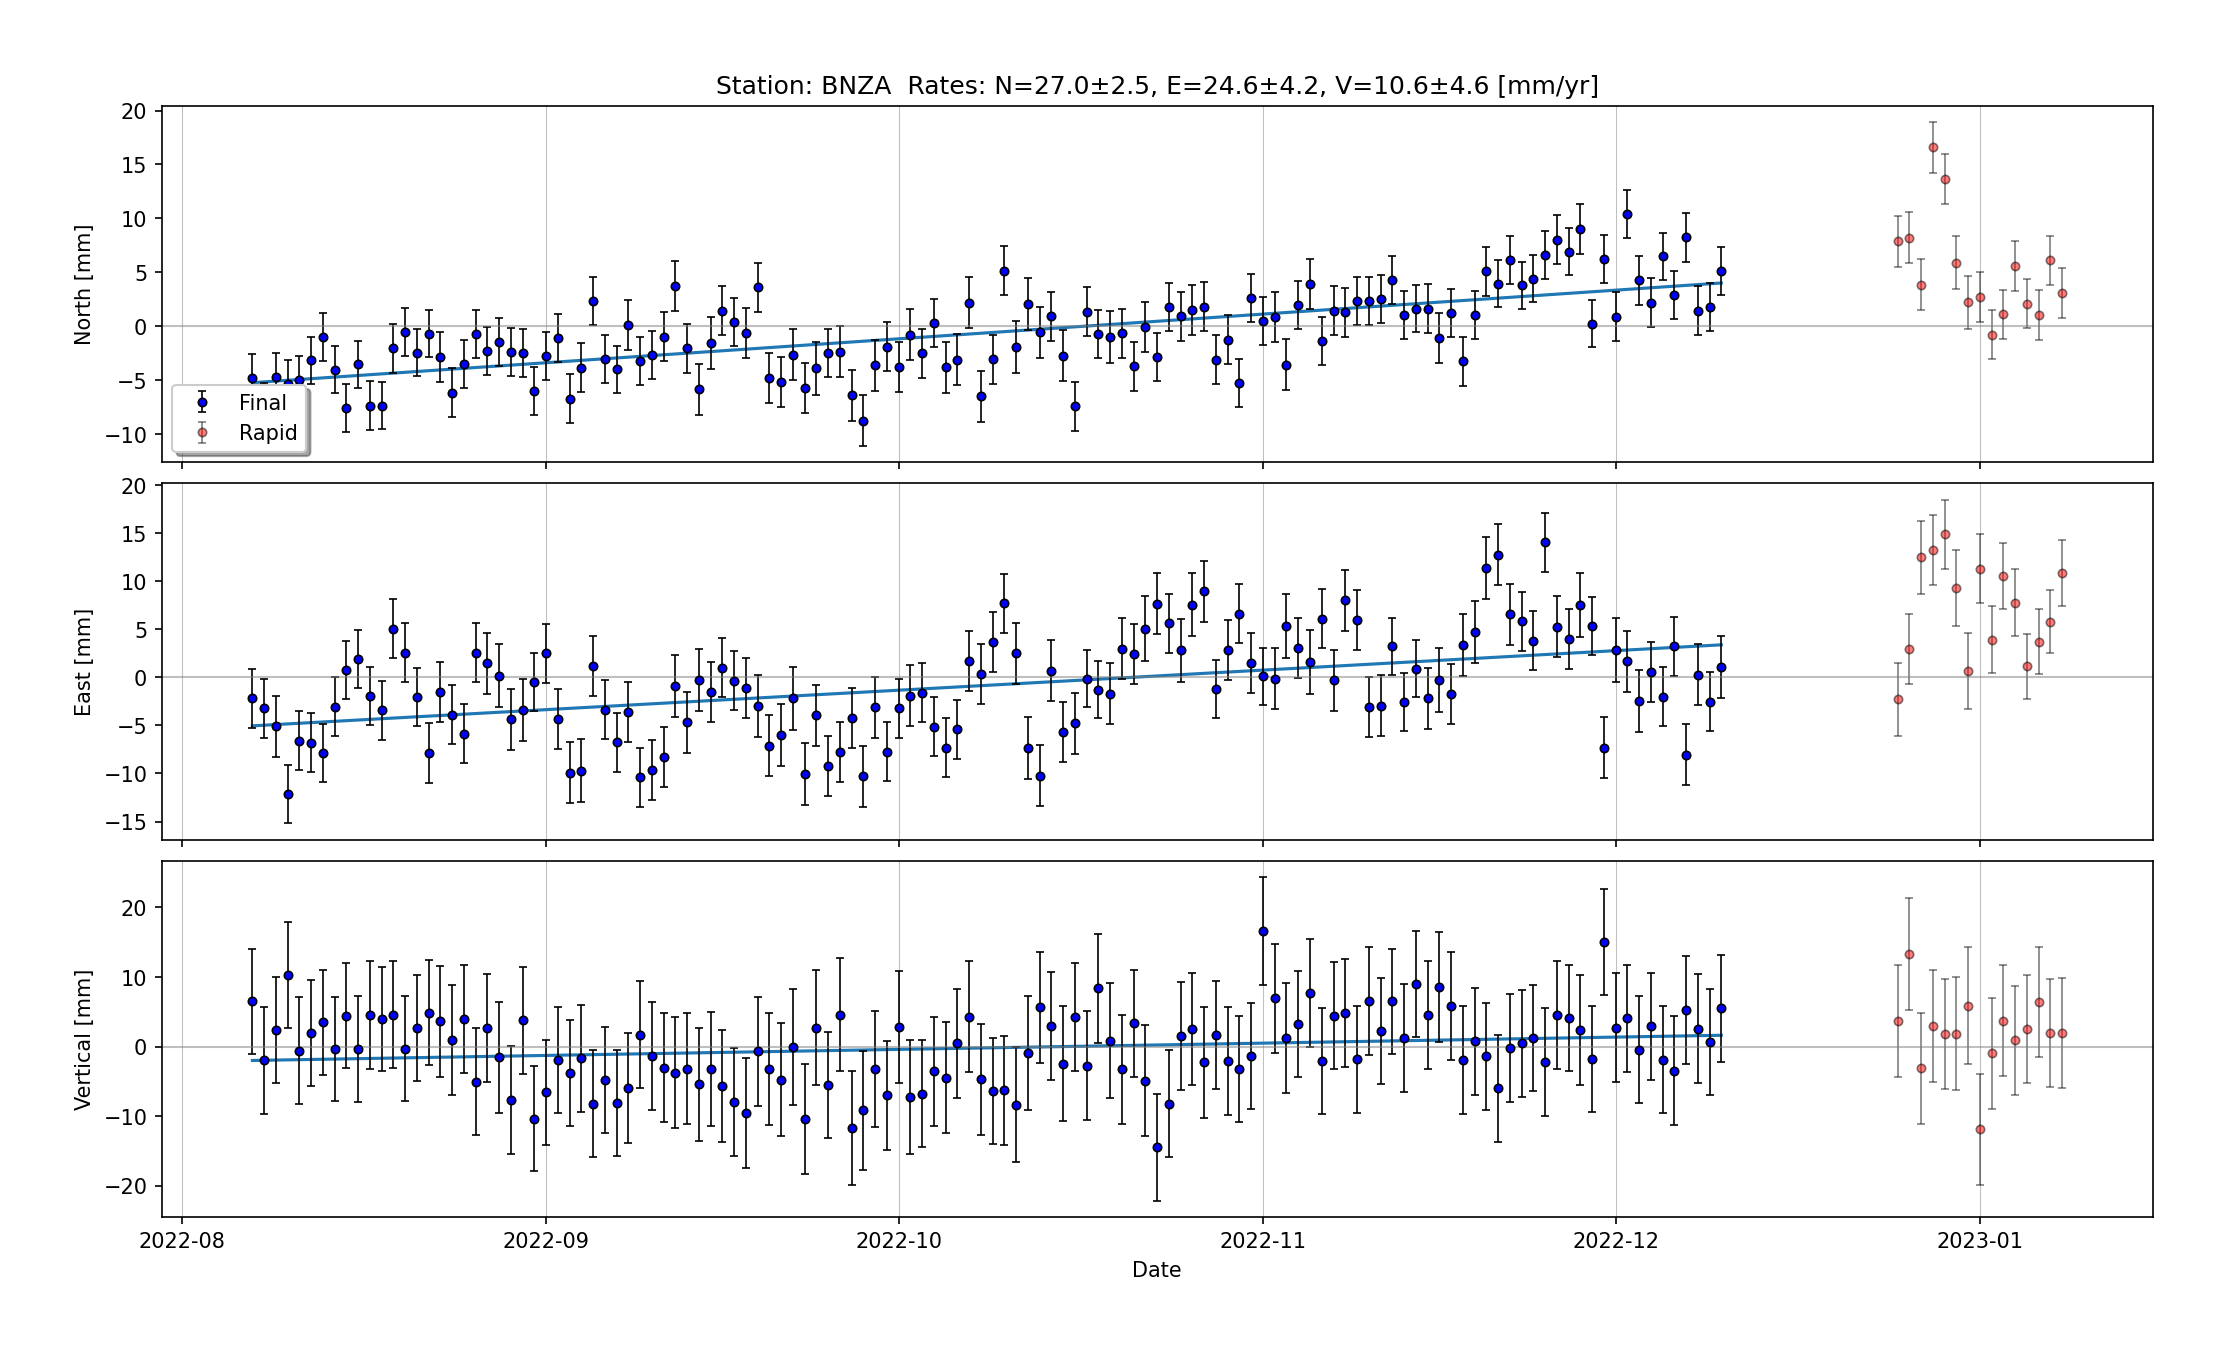 Station: BNZA  Rates: N=27.0±2.5, E=24.6±4.2, V=10.6±4.6 [mm/yr]
20
15
10
5
0
−5
−10
North [mm]
Final
Rapid
20
15
10
5
0
−5
−10
−15
East [mm]
20
10
0
−10
−20
Vertical [mm]
2022-08 2022-09 2022-10 2022-11 2022-12 2023-01
Date